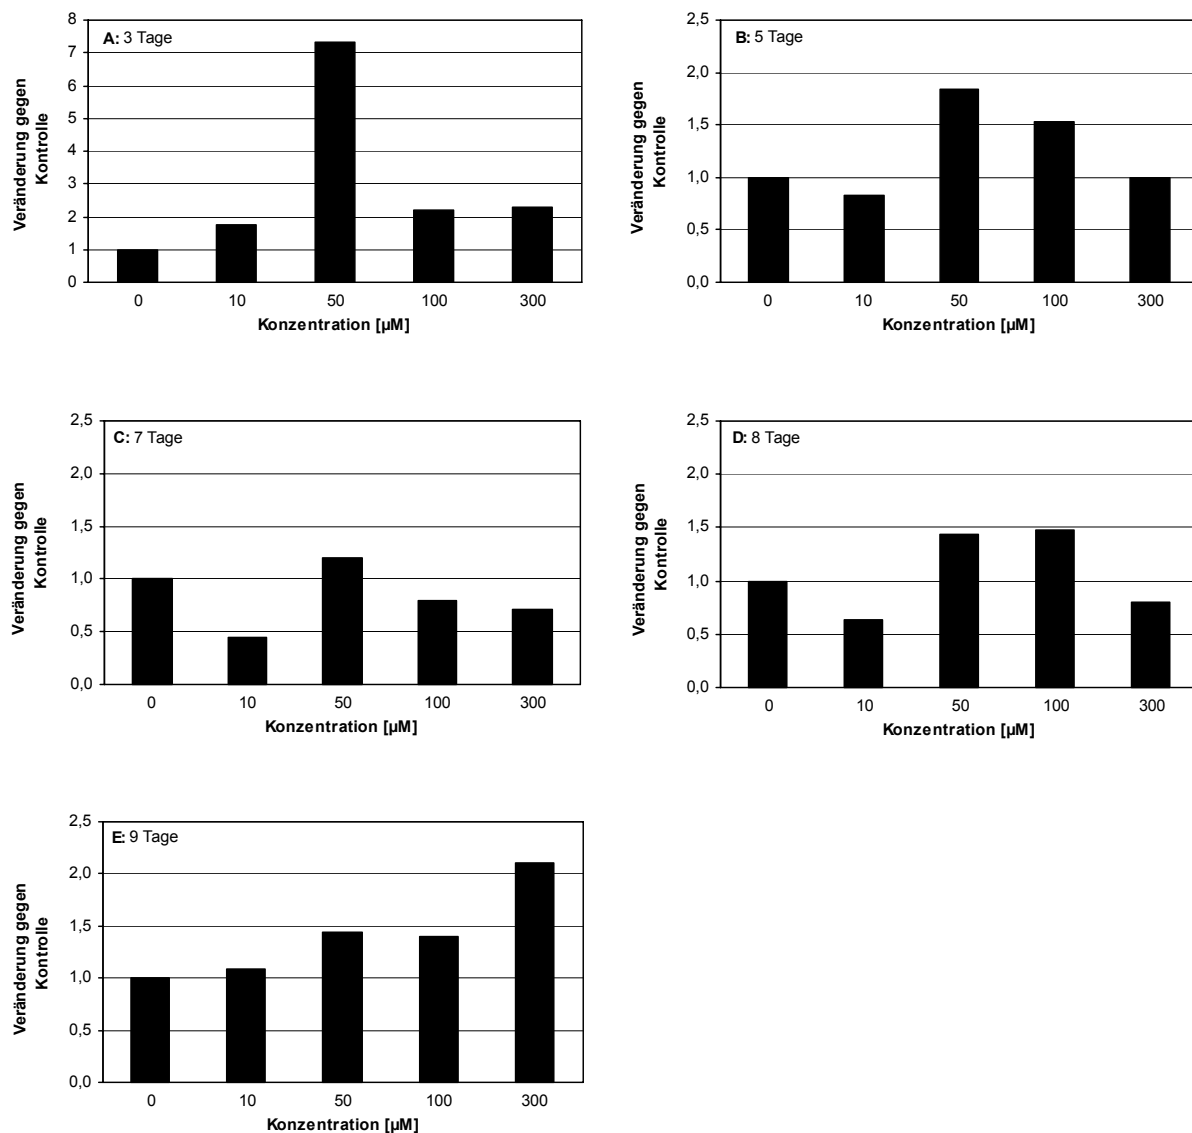 A: 3 Tage
Veränderung gegen
Kontrolle
8
7
6
5
4
3
2
1
0
0 10 50 100 300
Konzentration [µM]
B: 5 Tage
Veränderung gegen
Kontrolle
2,5
2,0
1,5
1,0
0,5
0,0
0 10 50 100 300
Konzentration [µM]
C: 7 Tage
Veränderung gegen
Kontrolle
2,5
2,0
1,5
1,0
0,5
0,0
0 10 50 100 300
Konzentration [µM]
D: 8 Tage
Veränderung gegen
Kontrolle
2,5
2,0
1,5
1,0
0,5
0,0
0 10 50 100 300
Konzentration [µM]
E: 9 Tage
Veränderung gegen
Kontrolle
2,5
2,0
1,5
1,0
0,5
0,0
0 10 50 100 300
Konzentration [µM]